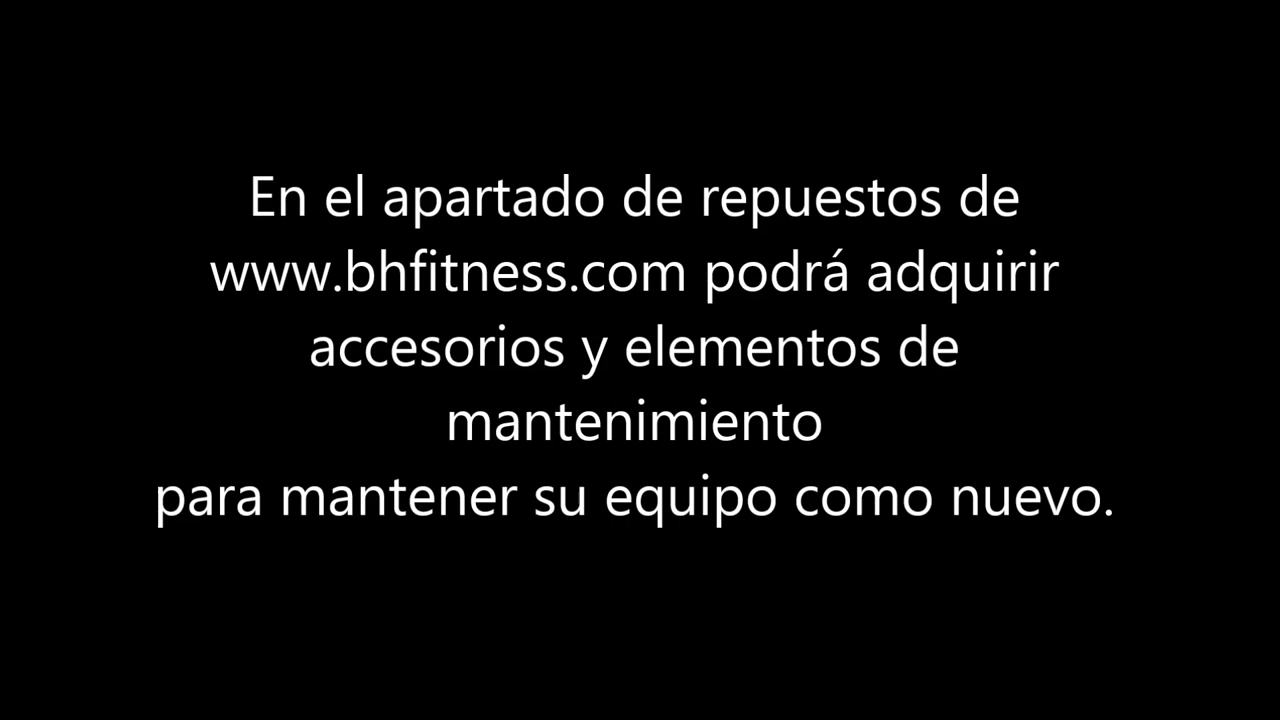 En el apartado de repuestos de
www.bhfitness.com podrá adquirir
accesorios y elementos de
mantenimiento
para mantener su equipo como nuevo.